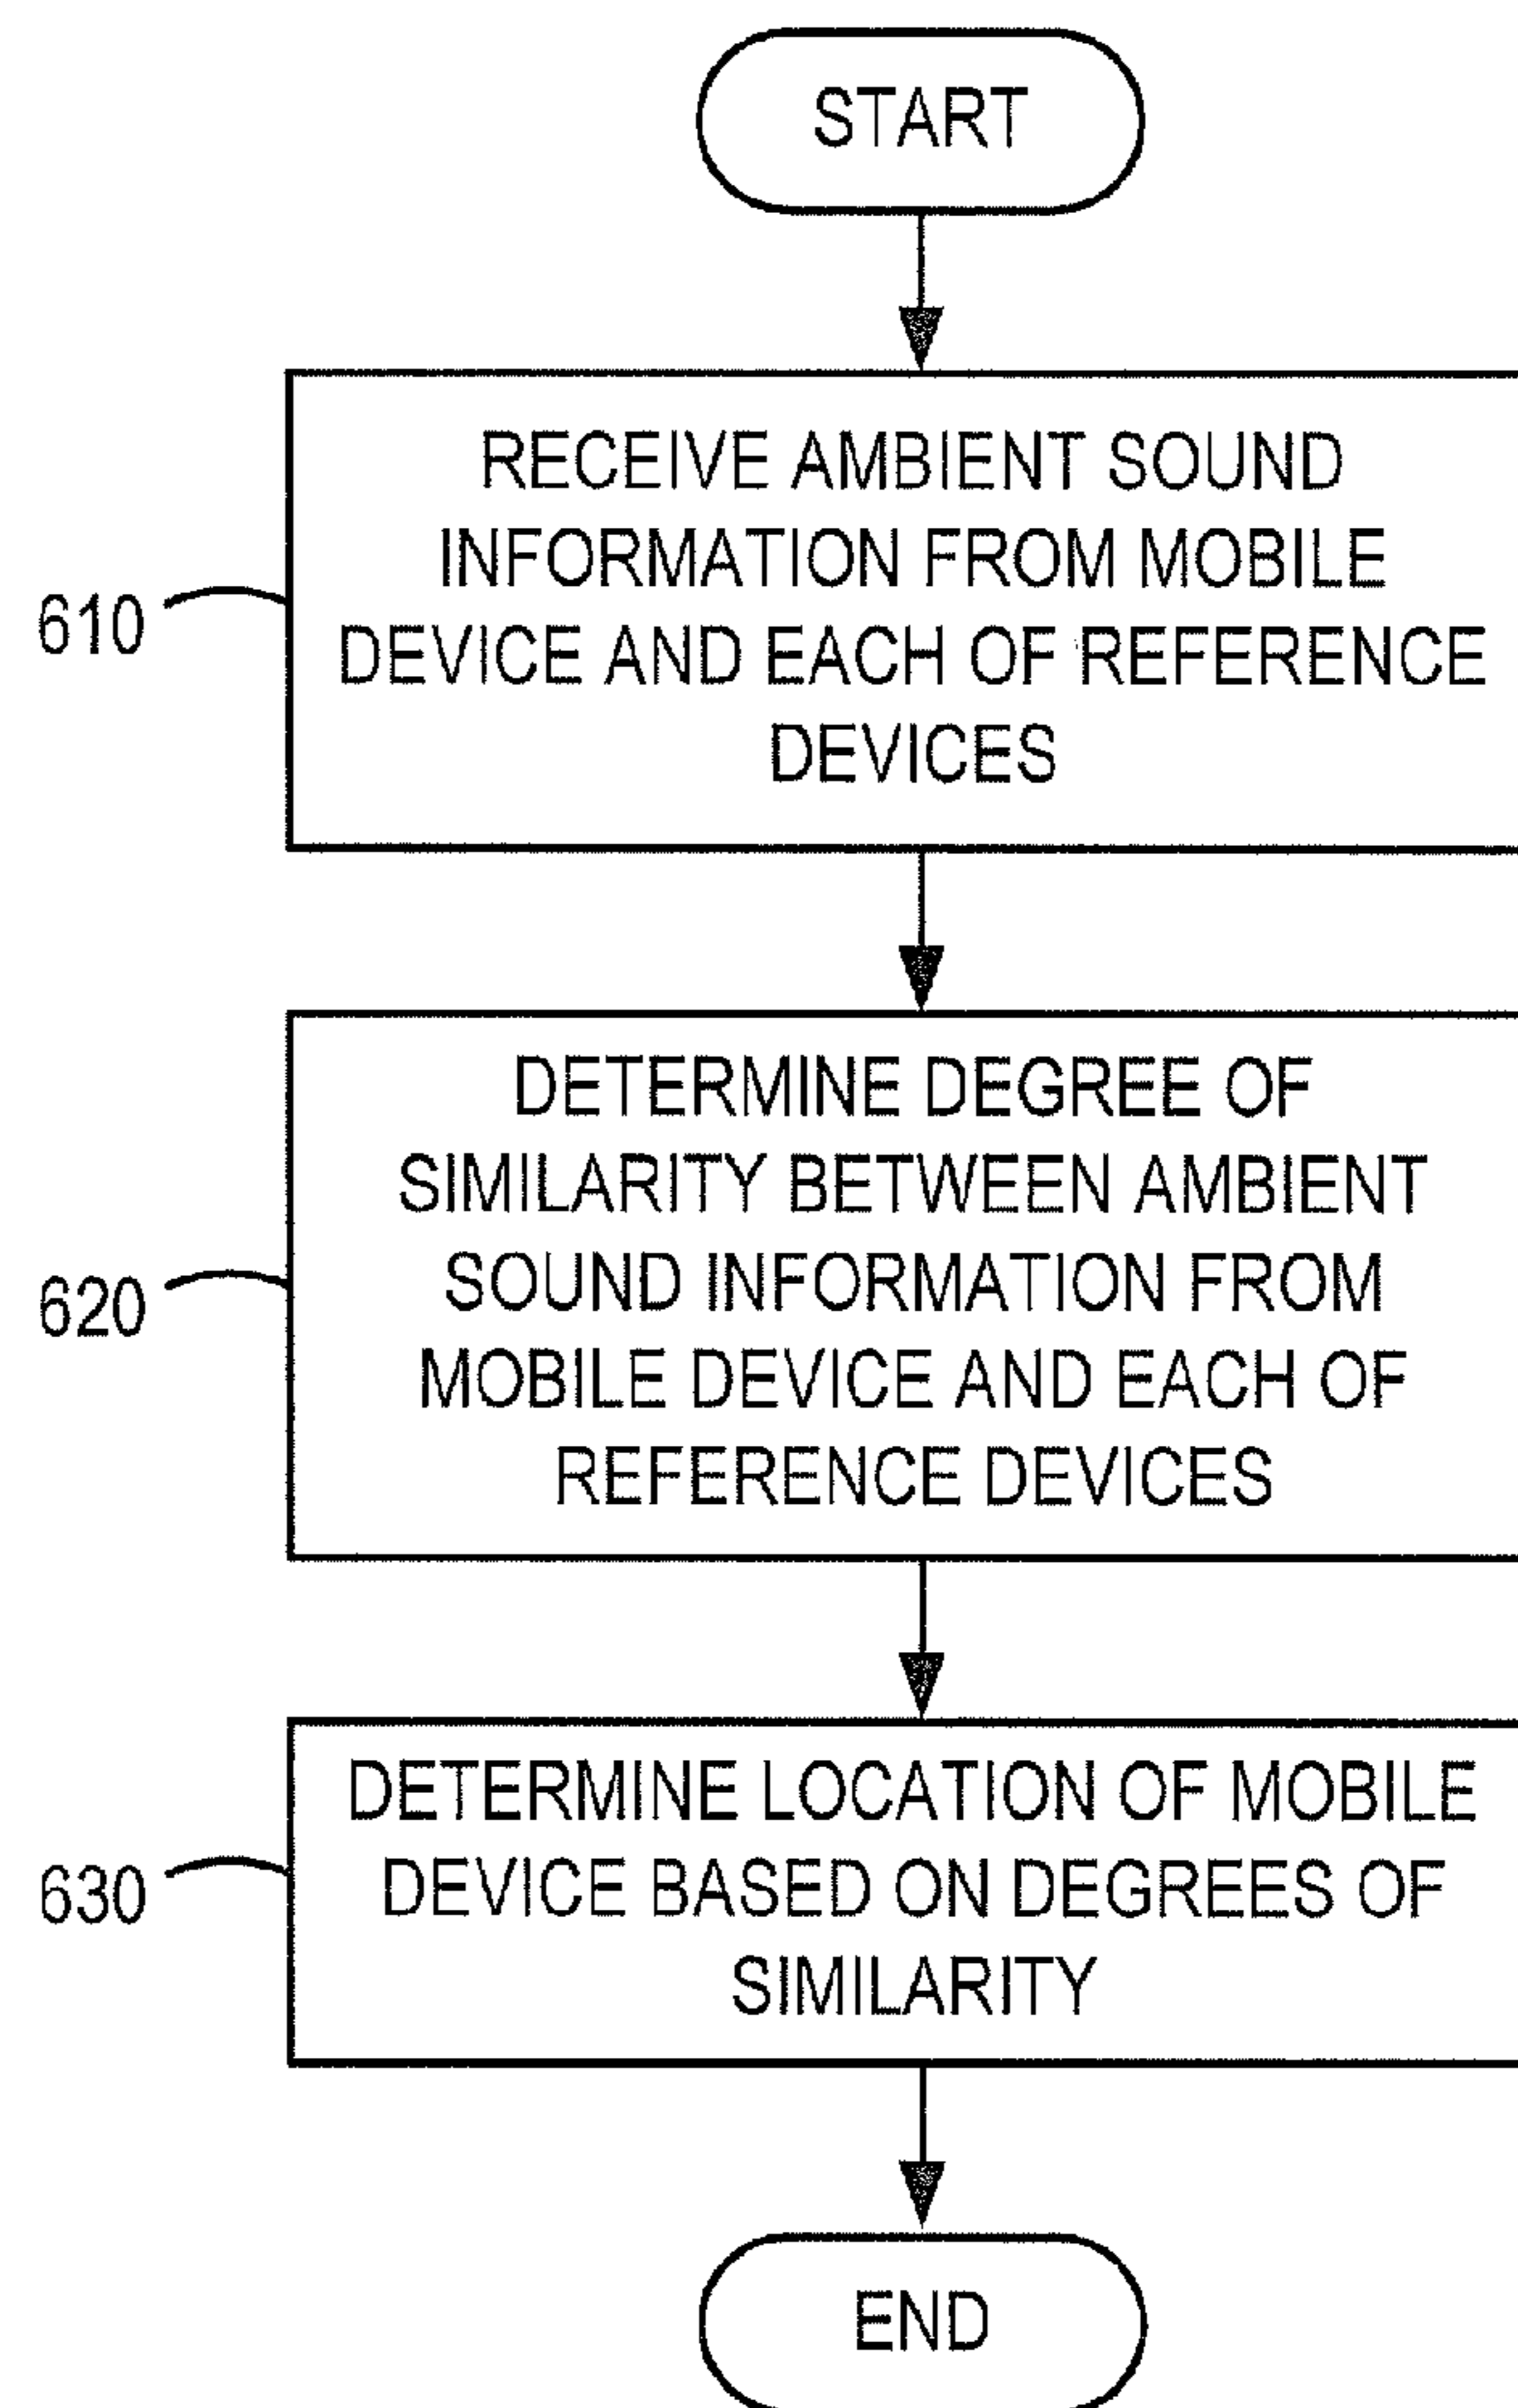 START
RECEIVE AMBIENT SOUND
INFORMATION FROM MOBILE
DEVICE AND EACH OF REFERENCE
DEVICES
610
DETERMINE DEGREE OF
SIMILARITY BETWEEN AMBIENT
SOUND INFORMATION FROM
MOBILE DEVICE AND EACH OF
REFERENCE DEVICES
620
DETERMINE LOCATION OF MOBILE
DEVICE BASED ON DEGREES OF
SIMILARITY
630
END